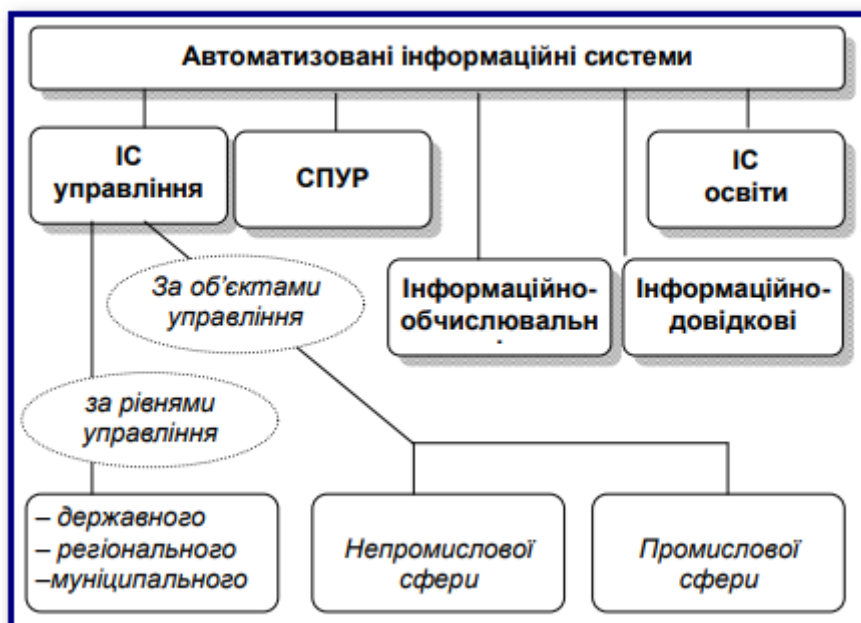 Автоматизовані інформаційні системи
ІС
управління
СПУР
ІС
освіти
За об’єктами
управління
Інформаційно-
обчислювальн
і
Інформаційно-
довідкові
за рівнями
управління
– державного
– регіонального
–муніципального
Непромислової
сфери
Промислової
сфери